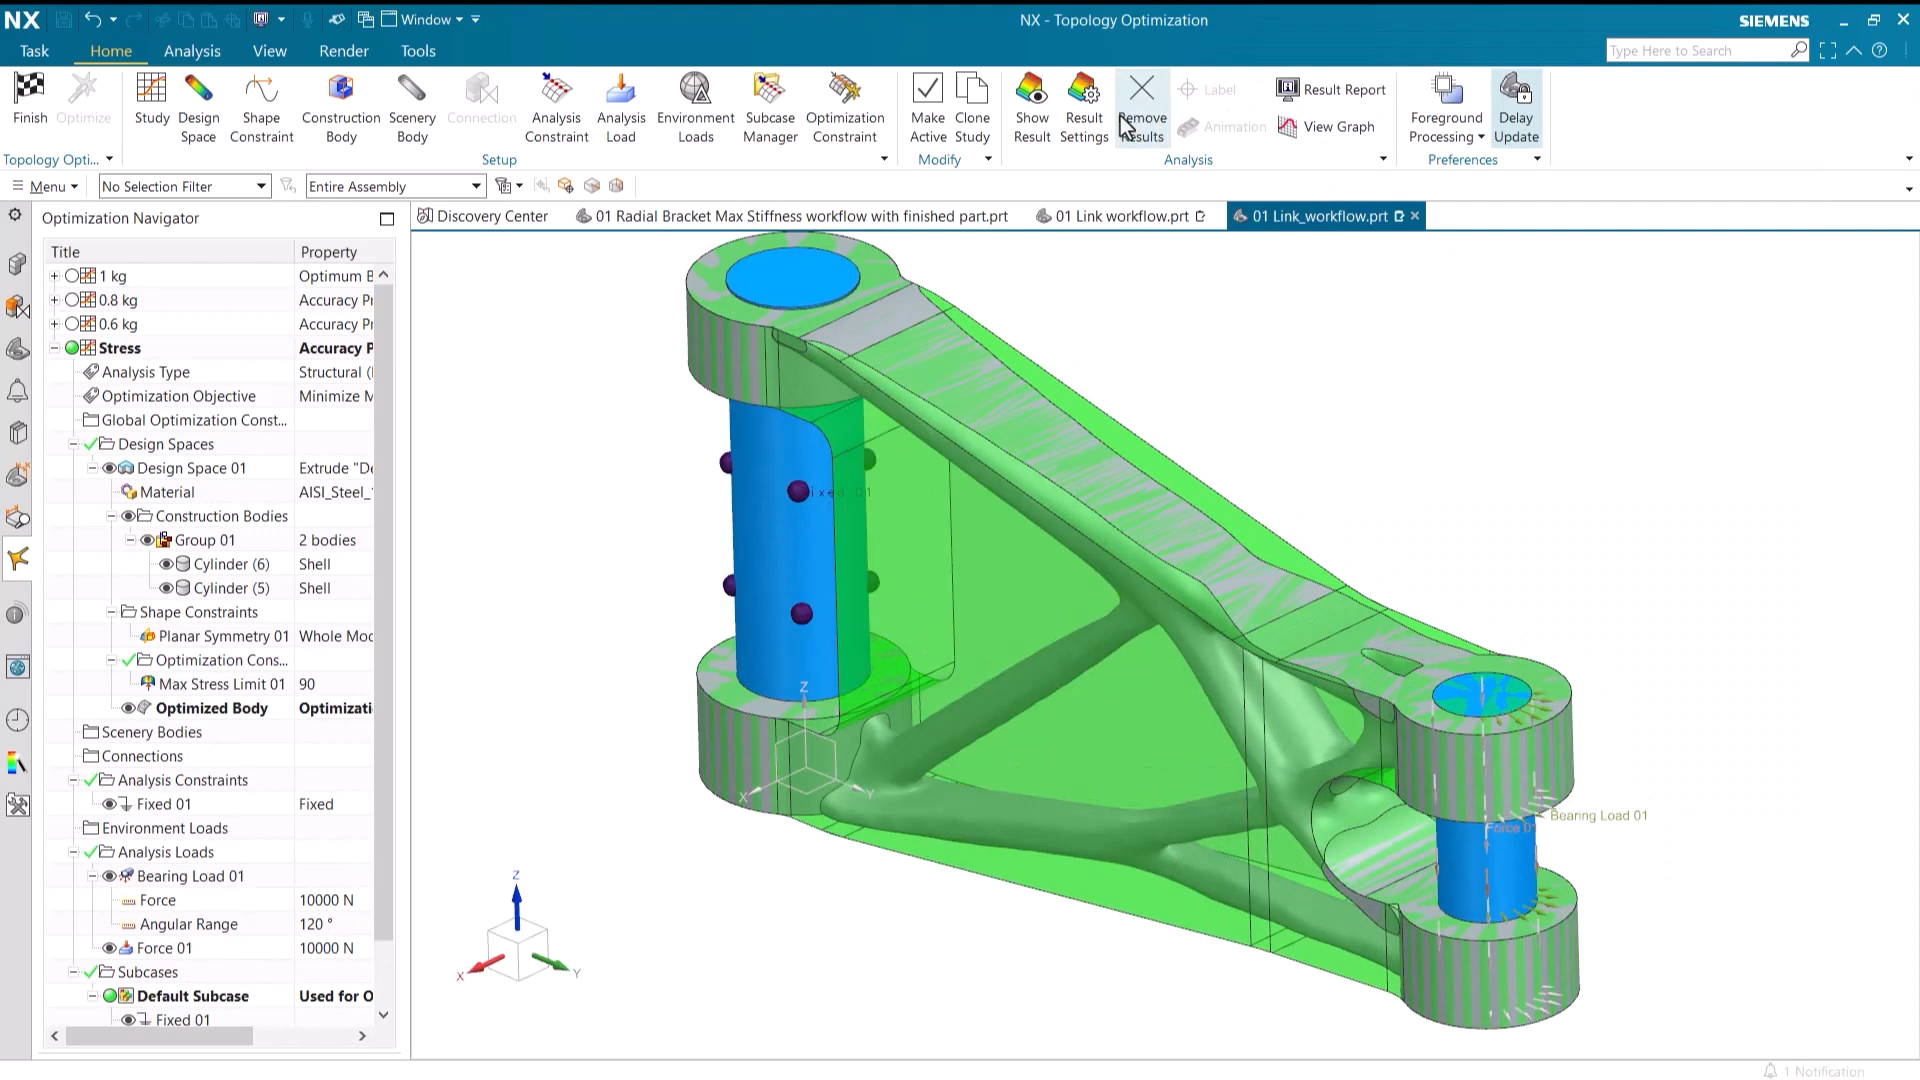 NX
Window
NX - Topology Optimization
SIEMENS
Task
Home
Analysis
View
Render
Tools
Type Here to Search
Finish
Optimize
Study
Design Space
Shape Constraint
Construction Body
Scenery Body
Connection
Analysis Constraint
Analysis Load
Environment Loads
Subcase Manager
Optimization Constraint
Make Active
Clone Study
Show Result
Result Settings
Label
Animation
Result Report
View Graph
Foreground Processing
Delay Update
Topology Opti...
Setup
Modify
Analysis
Preferences
Menu
No Selection Filter
Entire Assembly
Optimization Navigator
Discovery Center
01 Radial Bracket Max Stiffness workflow with finished part.prt
01 Link workflow.prt
01 Link_workflow.prt
Title Property
1 kg Optimum B
0.8 kg Accuracy Pr
0.6 kg Accuracy Pr
Stress Accuracy P
Analysis Type Structural (
Optimization Objective Minimize M
Global Optimization Const...
Design Spaces
Design Space 01 Extrude "De
Material AISI_Steel_
Construction Bodies
Group 01 2 bodies
Cylinder (6) Shell
Cylinder (5) Shell
Shape Constraints
Planar Symmetry 01 Whole Mod
Optimization Cons...
Max Stress Limit 01 90
Optimized Body Optimizati
Scenery Bodies
Connections
Analysis Constraints
Fixed 01 Fixed
Environment Loads
Analysis Loads
Bearing Load 01
Force 10000 N
Angular Range 120 °
Force 01 10000 N
Subcases
Default Subcase Used for O
Fixed 01
Z
X
Y
Bearing Load 01
Force 01
Z
X
Y
1 Notification